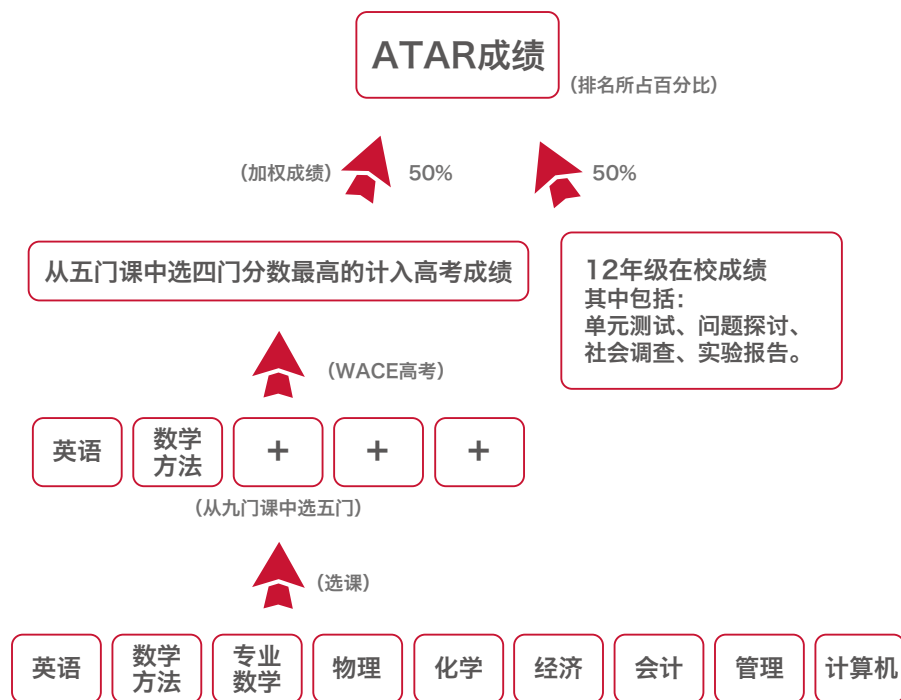 ATAR成绩
（排名所占百分比）
（加权成绩）
50%
50%
从五门课中选四门分数最高的计入高考成绩
12年级在校成绩
其中包括：
单元测试、问题探讨、
社会调查、实验报告。
（WACE高考）
英语
数学
方法
+
+
+
（从九门课中选五门）
（选课）
英语
数学
方法
专业
数学
物理
化学
经济
会计
管理
计算机